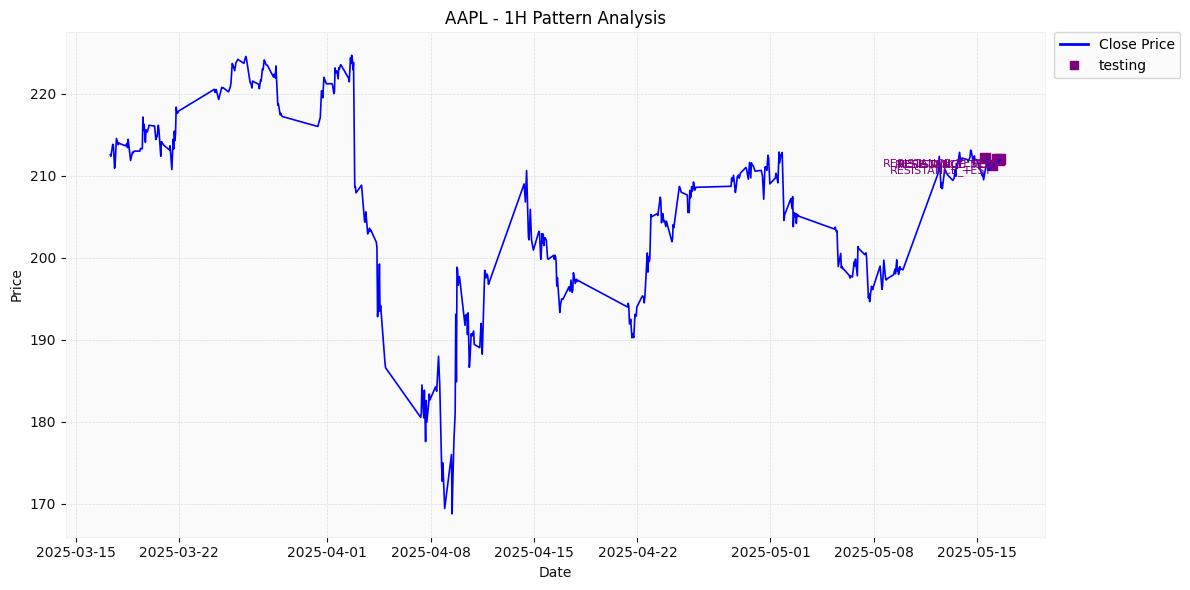 AAPL - 1H Pattern Analysis
Close Price
testing
220
210
200
190
180
170
Price
RESISTANCE_TEST
2025-03-15
2025-03-22
2025-04-01
2025-04-08
2025-04-15
2025-04-22
2025-05-01
2025-05-08
2025-05-15
Date